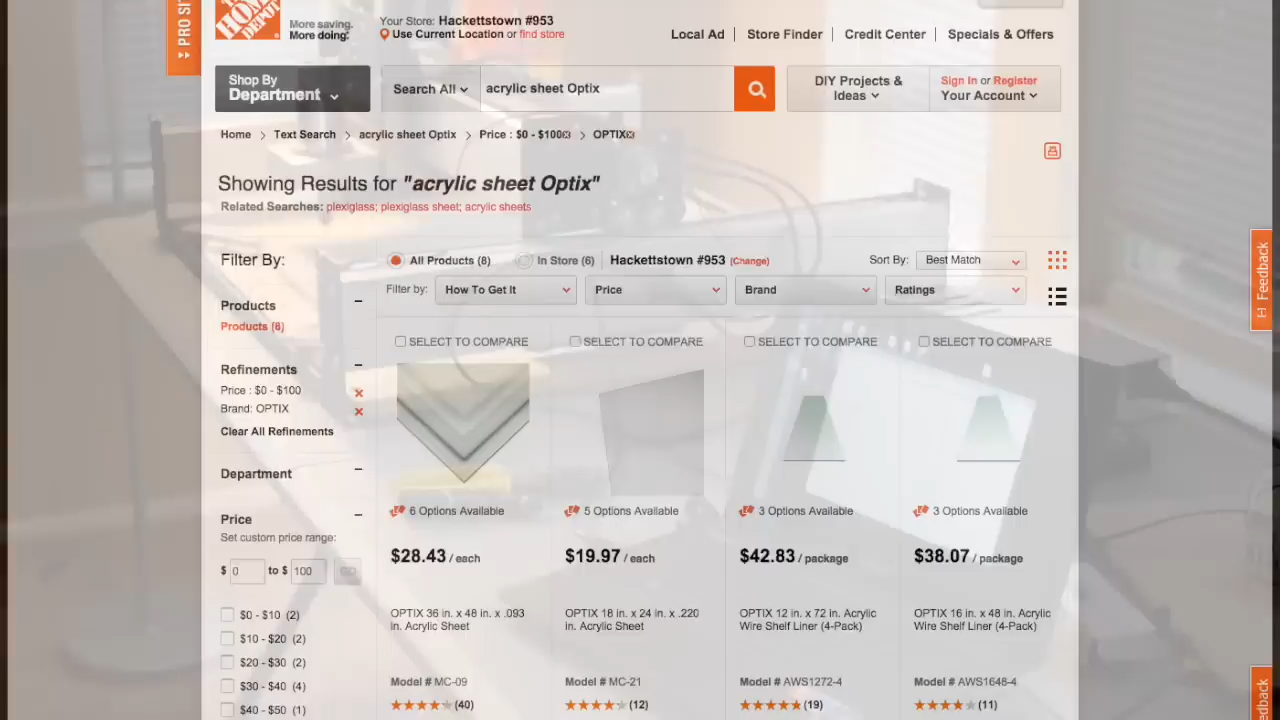 PRO SIT
THE
HOME
DEPOT
More saving.
More doing.
Your Store: Hackettstown #953
Use Current Location or find store
Local Ad
Store Finder
Credit Center
Specials & Offers
Shop By
Department
Search All
acrylic sheet Optix
DIY Projects &
Ideas
Sign In or Register
Your Account
Home > Text Search > acrylic sheet Optix > Price : $0 - $100 > OPTIX
Showing Results for "acrylic sheet Optix"
Related Searches: plexiglass; plexiglass sheet; acrylic sheets
Filter By:
All Products (8)
In Store (6)
Hackettstown #953 (Change)
Sort By:
Best Match
Filter by:
How To Get It
Price
Brand
Ratings
Products
Products (6)
Refinements
Price : $0 - $100
Brand: OPTIX
Clear All Refinements
Department
Price
Set custom price range:
$ 0 to $ 100 GO
$0 - $10 (2)
$10 - $20 (2)
$20 - $30 (2)
$30 - $40 (4)
$40 - $50 (1)
SELECT TO COMPARE
6 Options Available
$28.43 / each
OPTIX 36 in. x 48 in. x .093
in. Acrylic Sheet
Model # MC-09
(40)
SELECT TO COMPARE
5 Options Available
$19.97 / each
OPTIX 18 in. x 24 in. x .220
in. Acrylic Sheet
Model # MC-21
(12)
SELECT TO COMPARE
3 Options Available
$42.83 / package
OPTIX 12 in. x 72 in. Acrylic
Wire Shelf Liner (4-Pack)
Model # AWS1272-4
(19)
SELECT TO COMPARE
3 Options Available
$38.07 / package
OPTIX 16 in. x 48 in. Acrylic
Wire Shelf Liner (4-Pack)
Model # AWS1648-4
(11)
[-] Feedback
edback